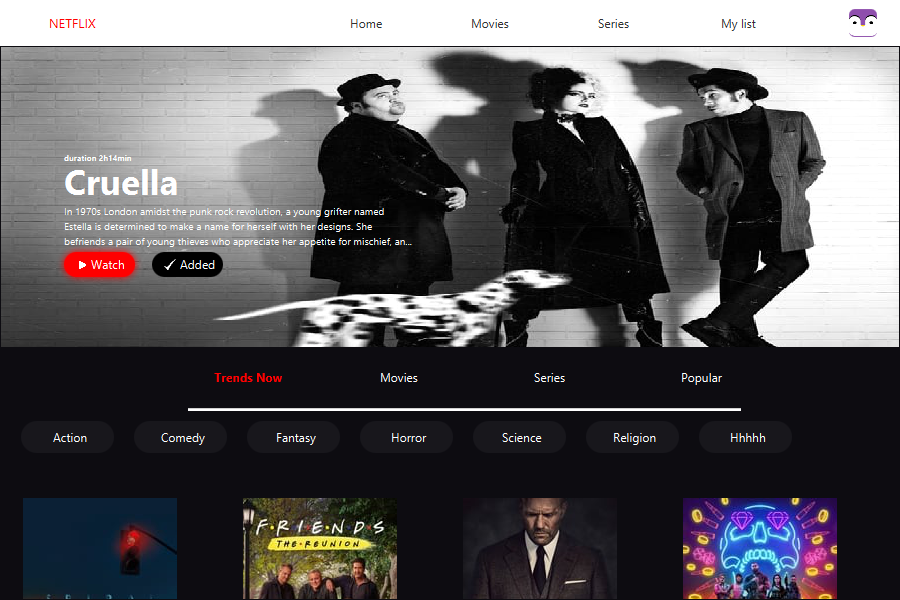 NETFLIX
Home
Movies
Series
My list
duration 2h14min
Cruella
In 1970s London amidst the punk rock revolution, a young grifter named
Estella is determined to make a name for herself with her designs. She
befriends a pair of young thieves who appreciate her appetite for mischief, an...
Watch
Added
Trends Now
Movies
Series
Popular
Action
Comedy
Fantasy
Horror
Science
Religion
Hhhhh
F·R·I·E·N·D·S
THE REUNION